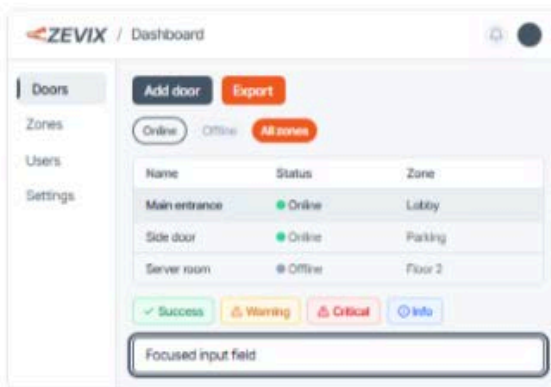 ZEVIX / Dashboard
Doors
Zones
Users
Settings
Add door Export
Online Offline All zones
Name Status Zone
Main entrance Online Lobby
Side door Online Parking
Server room Offline Floor 2
Success Warning Critical Info
Focused input field